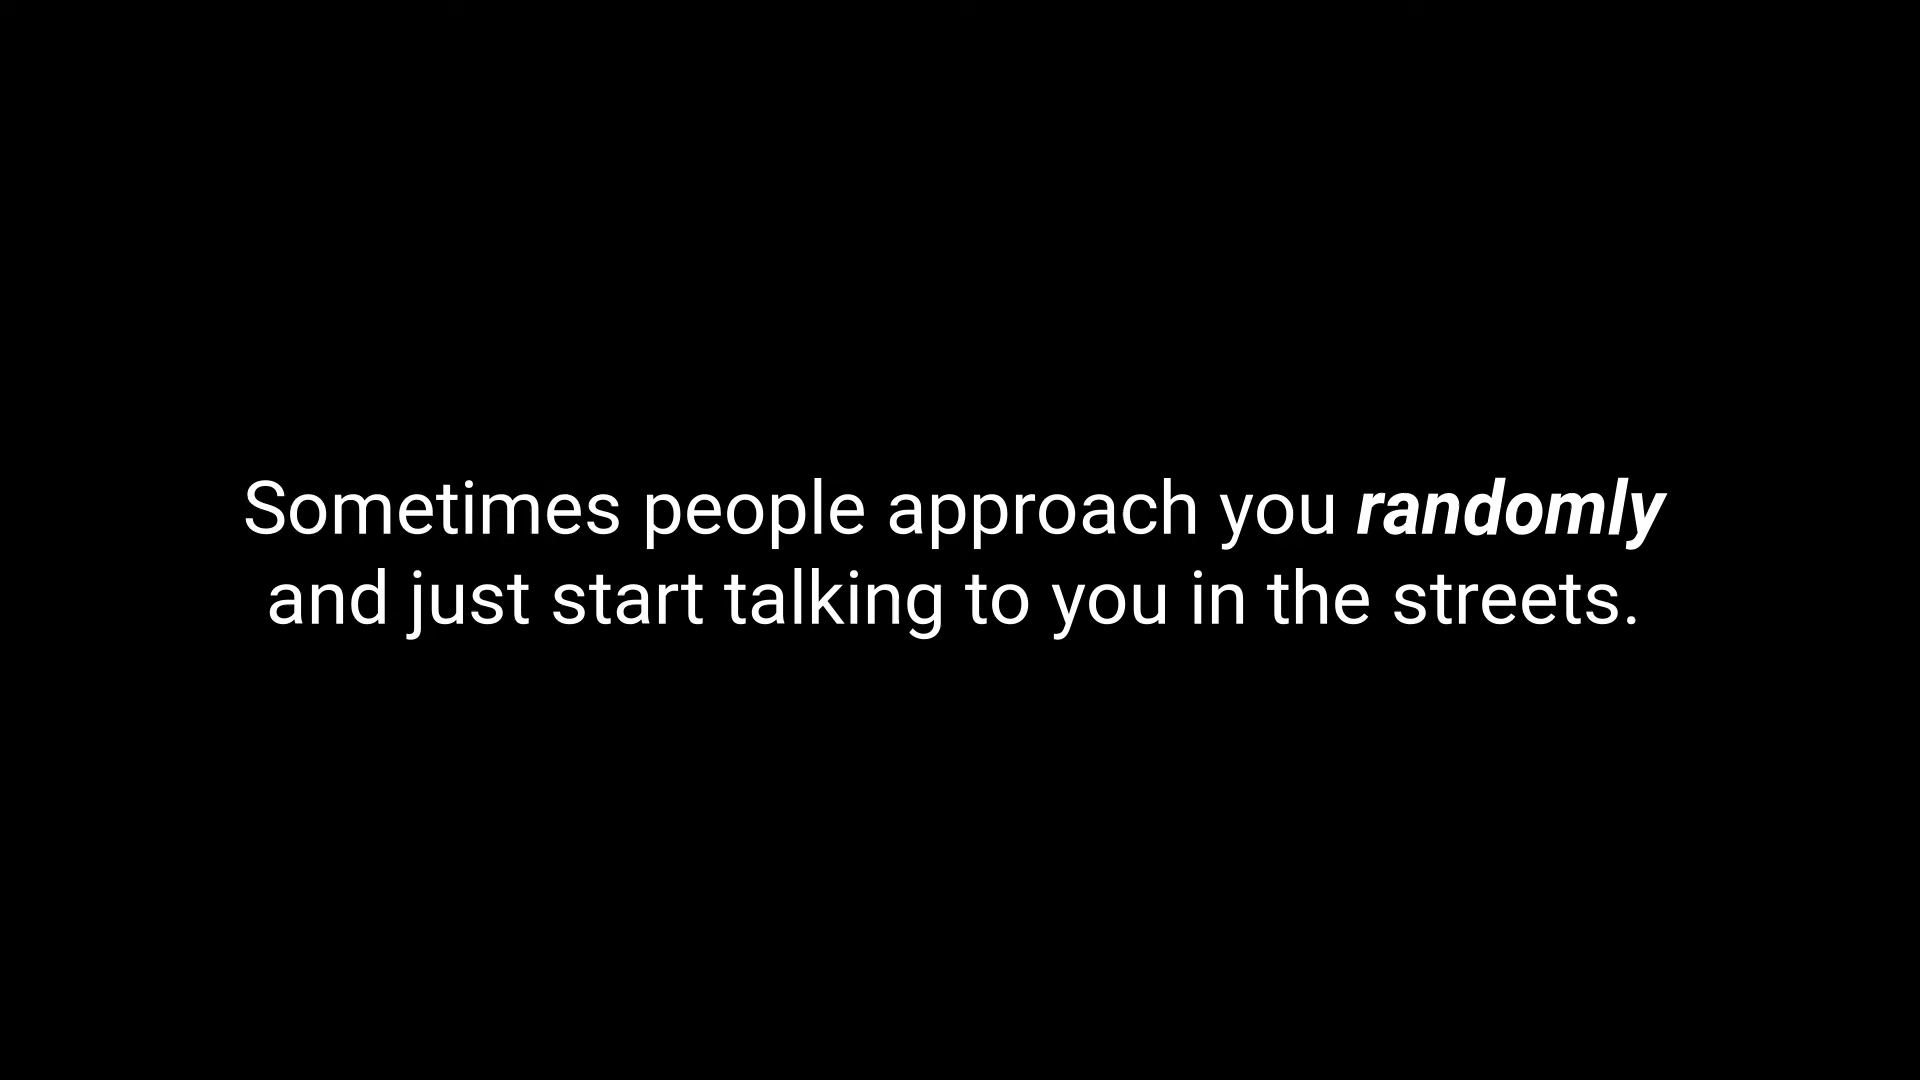 Sometimes people approach you randomly
and just start talking to you in the streets.